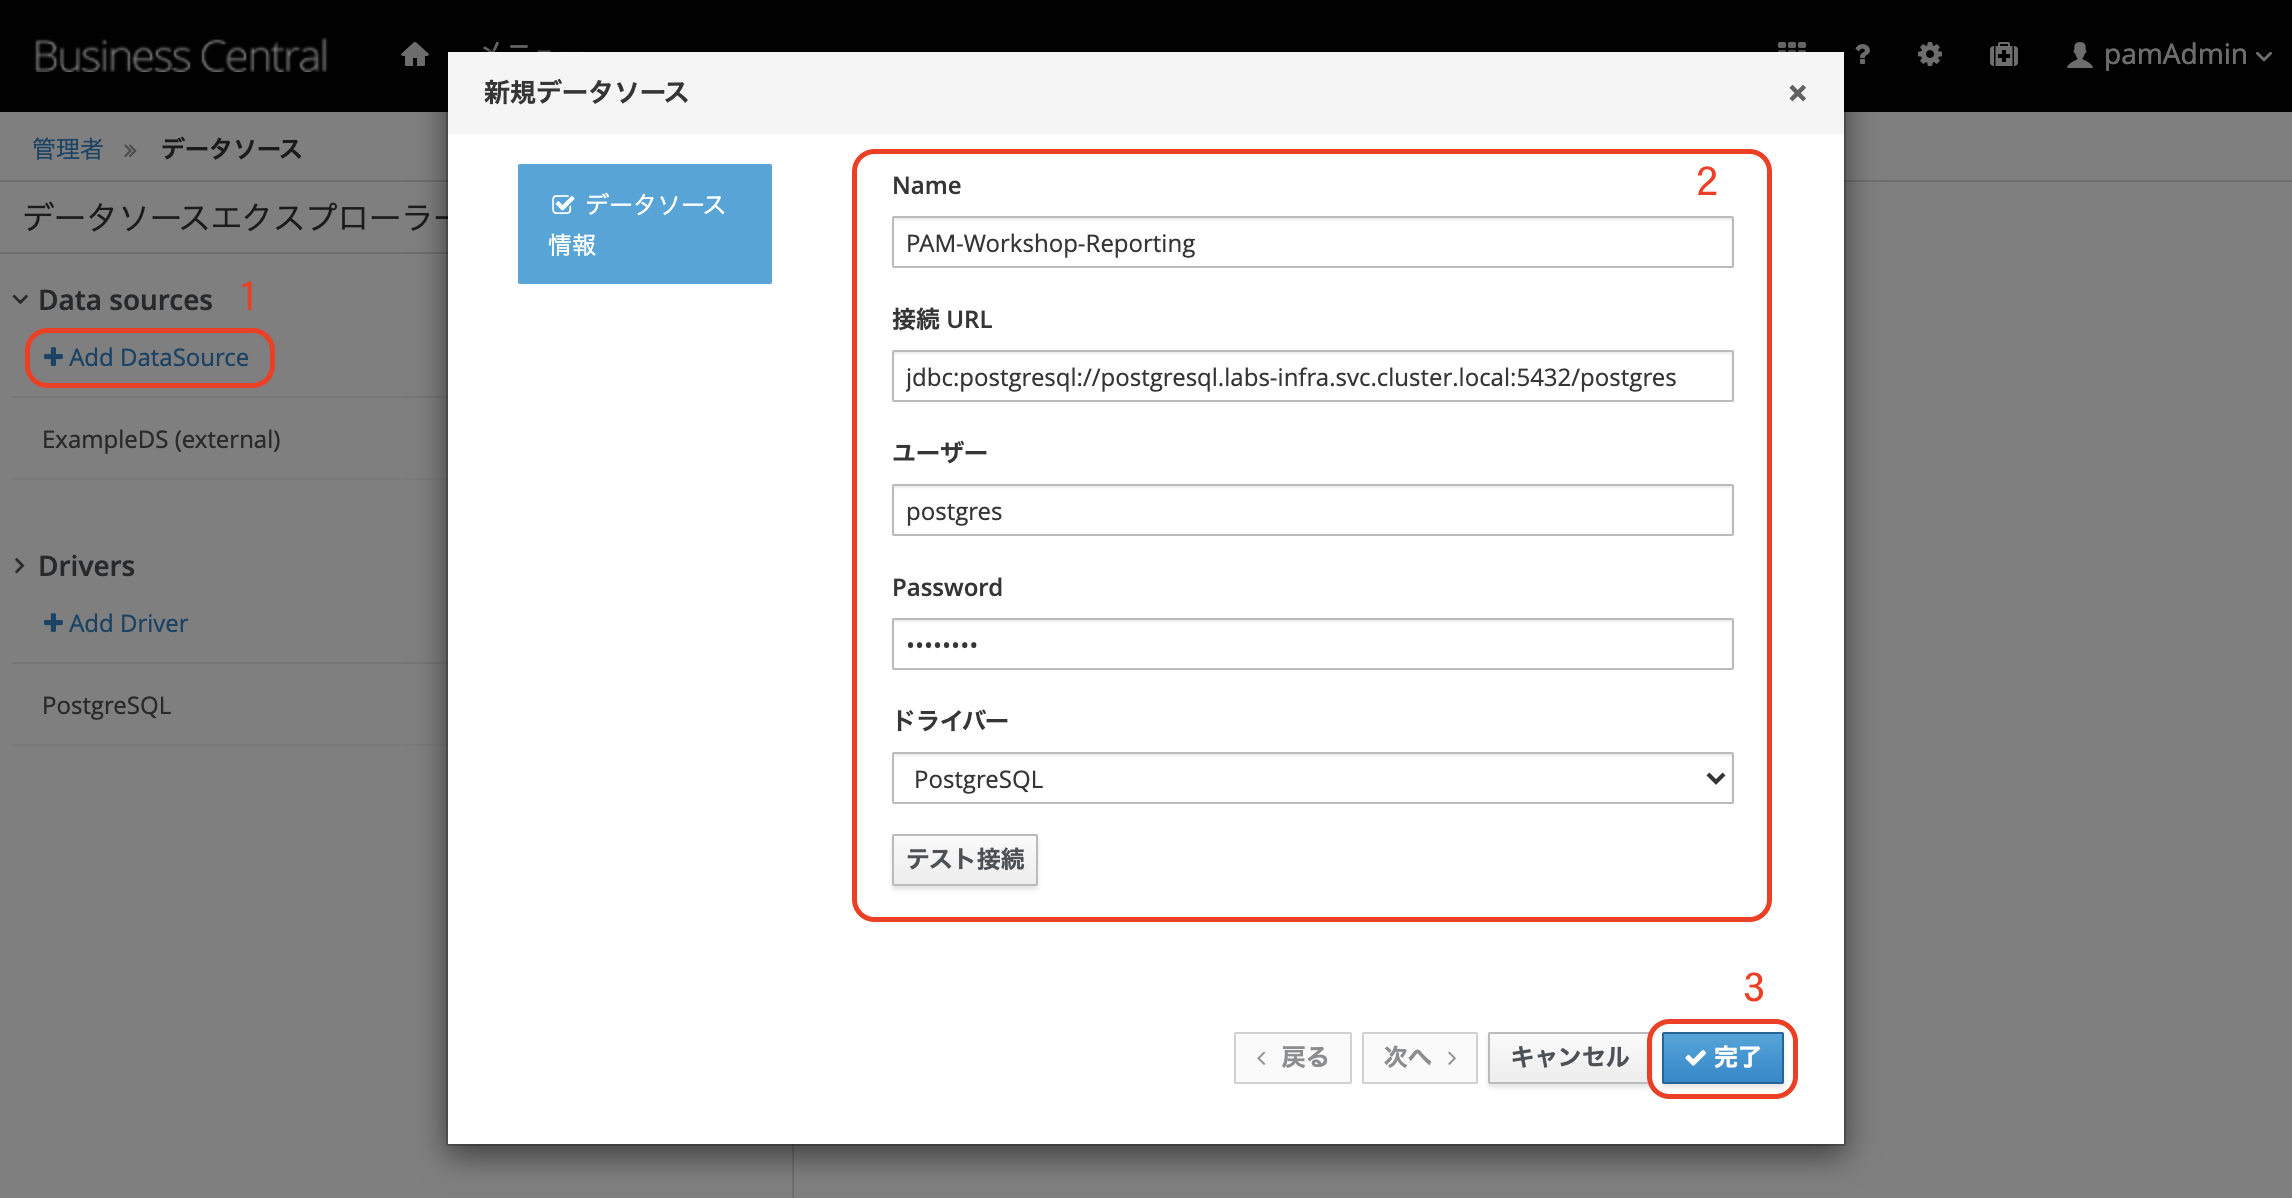 Business Central
メニュー
pamAdmin
管理者 » データソース
データソースエクスプローラー
Data sources 1
Add DataSource
ExampleDS (external)
Drivers
Add Driver
PostgreSQL
新規データソース
データソース
情報
2
Name
PAM-Workshop-Reporting
接続 URL
jdbc:postgresql://postgresql.labs-infra.svc.cluster.local:5432/postgres
ユーザー
postgres
Password
••••••••
ドライバー
PostgreSQL
テスト接続
3
戻る
次へ
キャンセル
完了